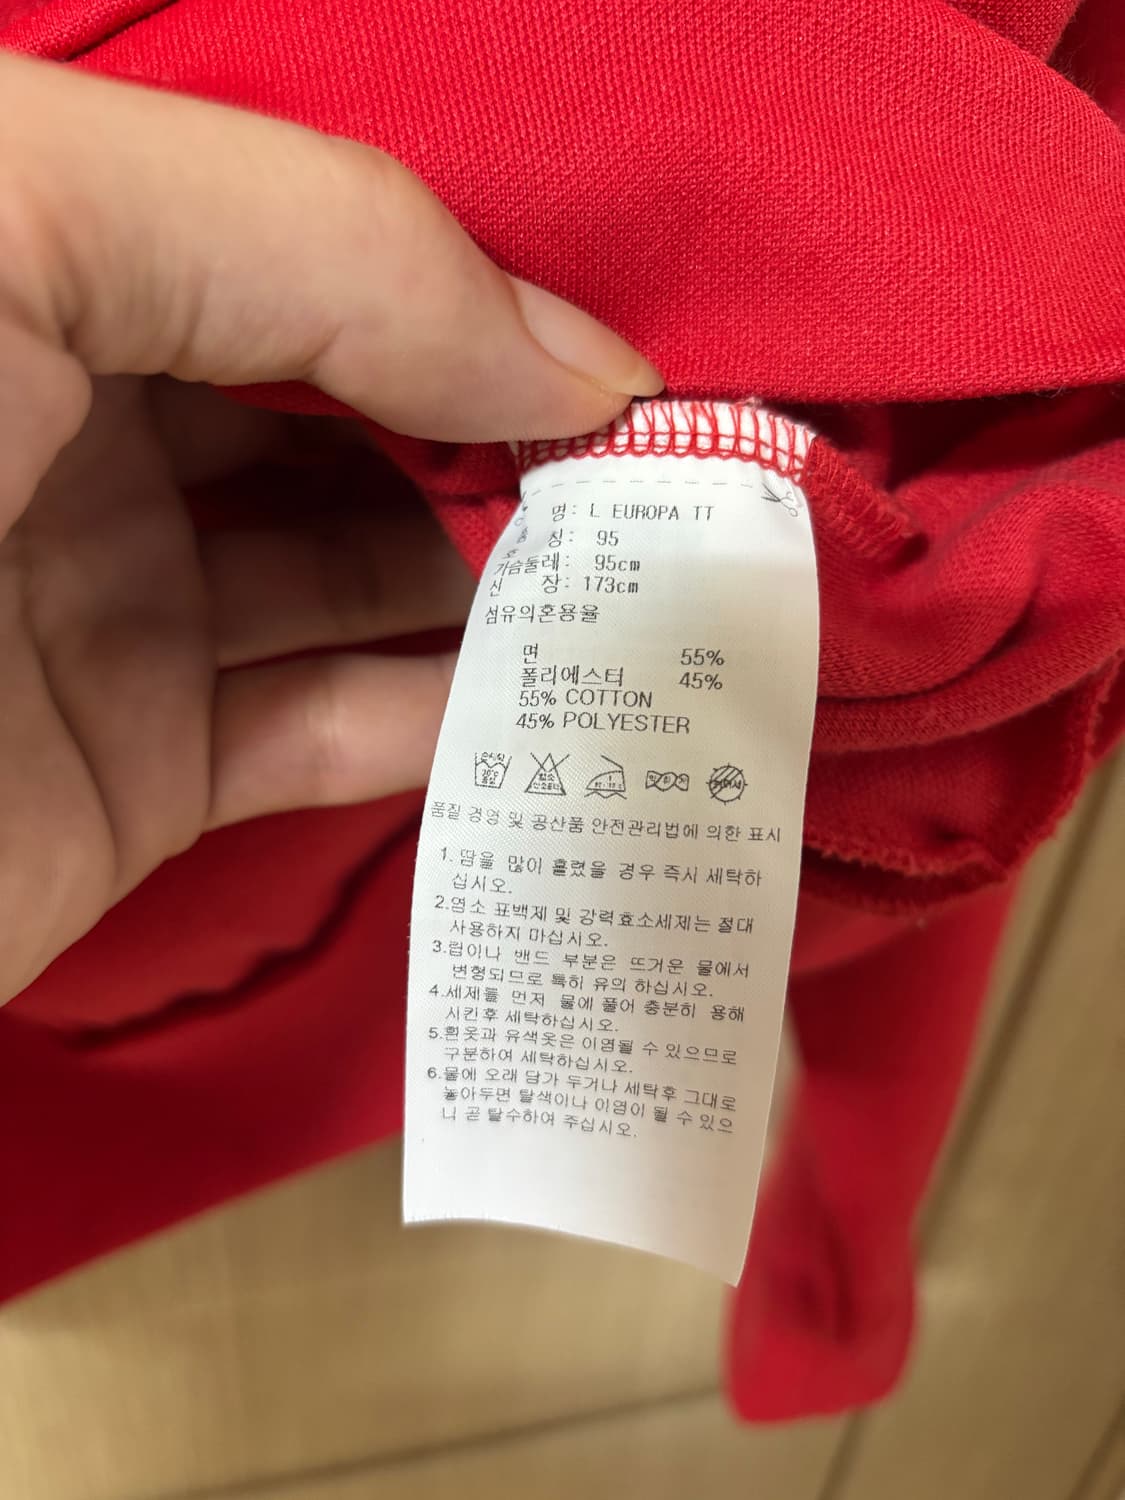 품 명: L EUROPA TT
호 칭: 95
가슴둘레: 95cm
신 장: 173cm
섬유의혼용율
면 55%
폴리에스터 45%
55% COTTON
45% POLYESTER
품질 경영 및 공산품 안전관리법에 의한 표시
1. 땀을 많이 흘렸을 경우 즉시 세탁하
십시오.
2.염소 표백제 및 강력효소세제는 절대
사용하지 마십시오.
3.립이나 밴드 부분은 뜨거운 물에서
변형되므로 특히 유의 하십시오.
4.세제를 먼저 물에 풀어 충분히 용해
시킨후 세탁하십시오.
5.흰옷과 유색옷은 이염될 수 있으므로
구분하여 세탁하십시오.
6.물에 오래 담가 두거나 세탁후 그대로
놓아두면 탈색이나 이염이 될 수 있으
니 곧 탈수하여 주십시오.